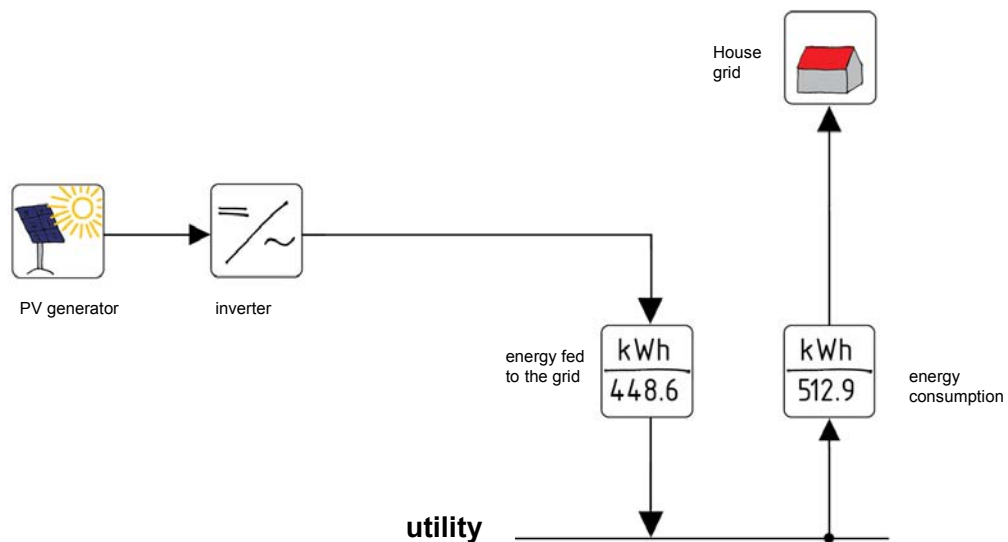 House
grid
PV generator
inverter
energy fed
to the grid
kWh
448.6
kWh
512.9
energy
consumption
utility